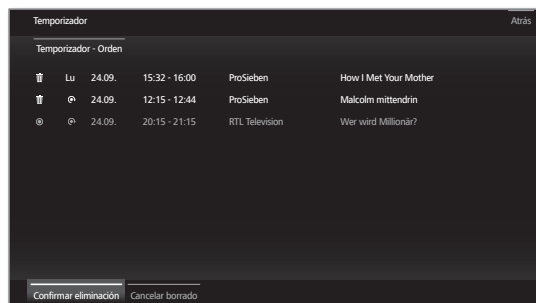 Temporizador Atrás
Temporizador - Orden
Lu 24.09. 15:32 - 16:00 ProSieben How I Met Your Mother
24.09. 12:15 - 12:44 ProSieben Malcolm mittendrin
24.09. 20:15 - 21:15 RTL Television Wer wird Millionär?
Confirmar eliminación Cancelar borrado